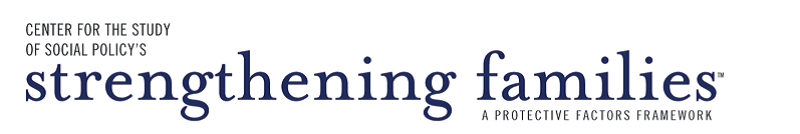 CENTER FOR THE STUDY
OF SOCIAL POLICY'S
strengthening families™
A PROTECTIVE FACTORS FRAMEWORK